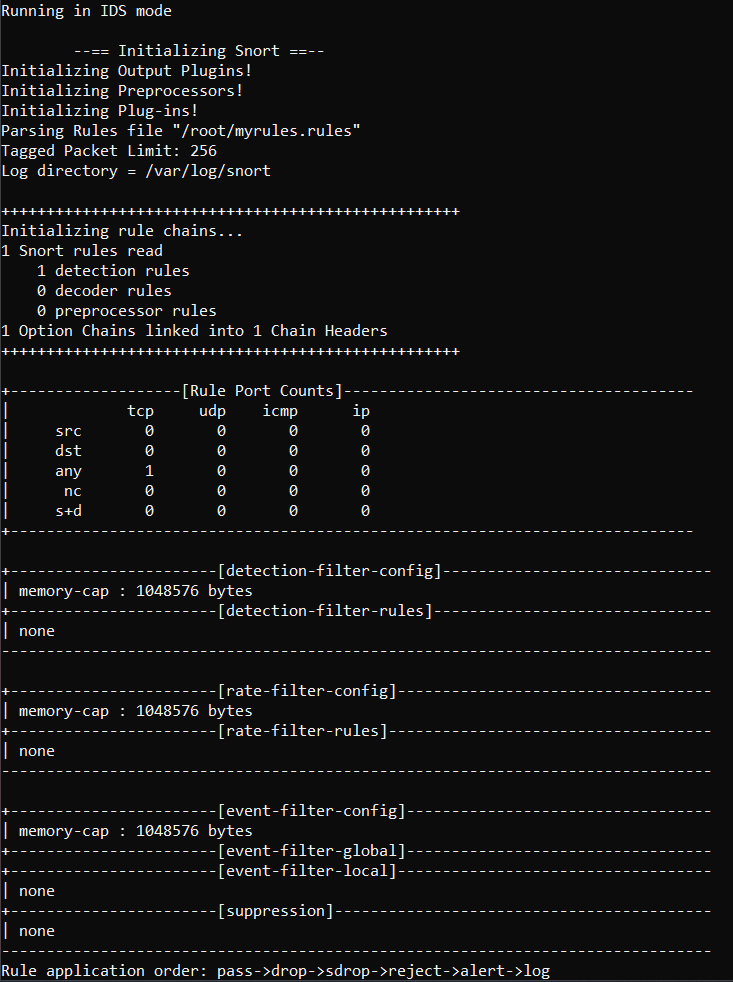 Running in IDS mode
--== Initializing Snort ==--
Initializing Output Plugins!
Initializing Preprocessors!
Initializing Plug-ins!
Parsing Rules file "/root/myrules.rules"
Tagged Packet Limit: 256
Log directory = /var/log/snort
+++++++++++++++++++++++++++++++++++++++++++++++++++
Initializing rule chains...
1 Snort rules read
    1 detection rules
    0 decoder rules
    0 preprocessor rules
1 Option Chains linked into 1 Chain Headers
+++++++++++++++++++++++++++++++++++++++++++++++++++
+-------------------[Rule Port Counts]---------------------------------------
|             tcp     udp    icmp      ip
|     src       0       0       0       0
|     dst       0       0       0       0
|     any       1       0       0       0
|      nc       0       0       0       0
|     s+d       0       0       0       0
+----------------------------------------------------------------------------
+-----------------------[detection-filter-config]------------------------------
| memory-cap : 1048576 bytes
+-----------------------[detection-filter-rules]-------------------------------
| none
-------------------------------------------------------------------------------
+-----------------------[rate-filter-config]-----------------------------------
| memory-cap : 1048576 bytes
+-----------------------[rate-filter-rules]------------------------------------
| none
-------------------------------------------------------------------------------
+-----------------------[event-filter-config]----------------------------------
| memory-cap : 1048576 bytes
+-----------------------[event-filter-global]----------------------------------
+-----------------------[event-filter-local]-----------------------------------
| none
+-----------------------[suppression]------------------------------------------
| none
-------------------------------------------------------------------------------
Rule application order: pass->drop->sdrop->reject->alert->log